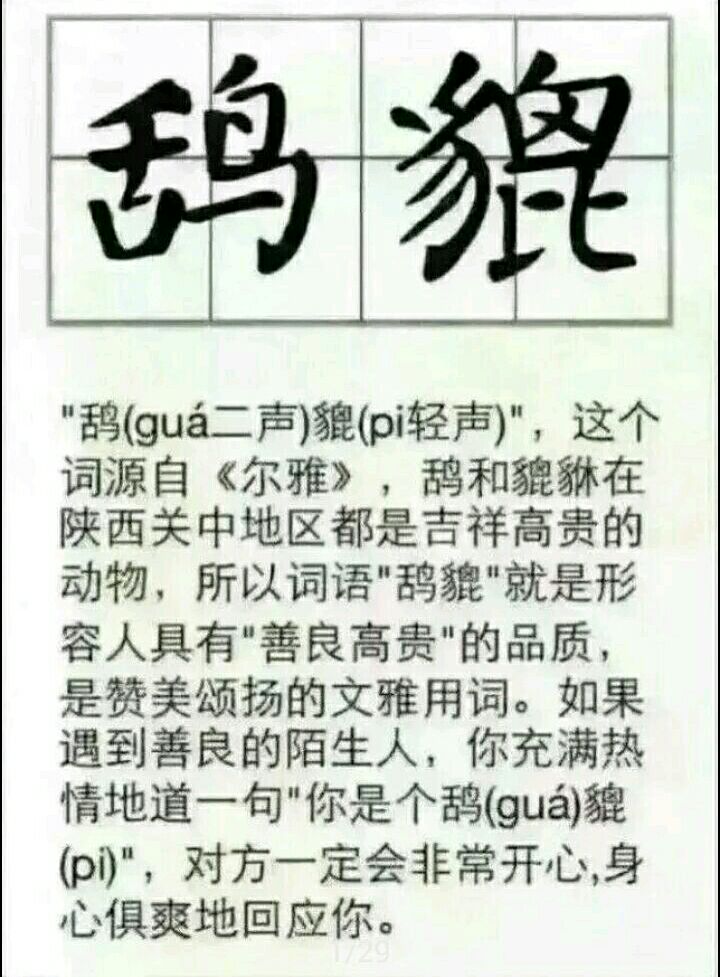 鸹貔
"鸹(guá二声)貔(pi轻声)"，这个
词源自《尔雅》，鸹和貔貅在
陕西关中地区都是吉祥高贵的
动物，所以词语"鸹貔"就是形
容人具有"善良高贵"的品质，
是赞美颂扬的文雅用词。如果
遇到善良的陌生人，你充满热
情地道一句"你是个鸹(guá)貔
(pi)"，对方一定会非常开心,身
心俱爽地回应你。
1/29